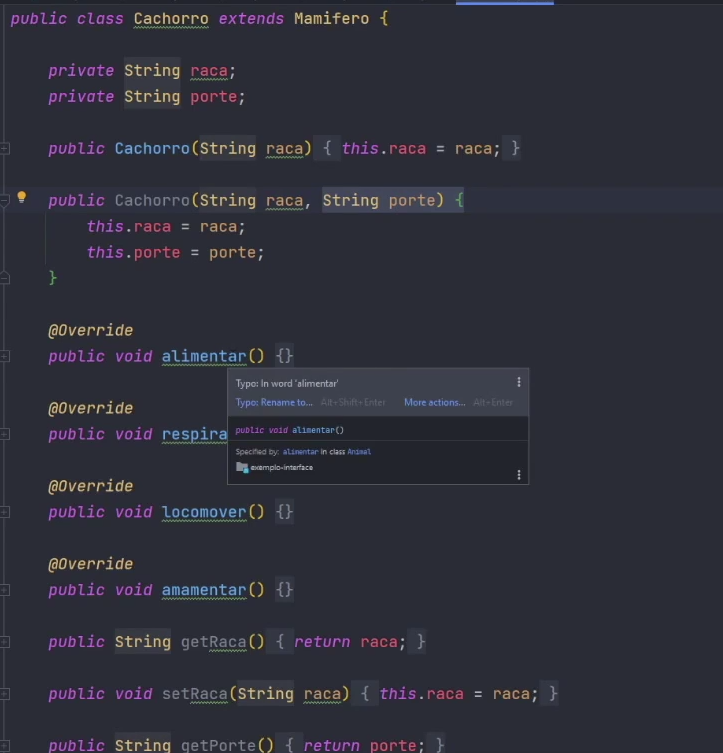 public class Cachorro extends Mamifero {
private String raca;
private String porte;
public Cachorro(String raca) { this.raca = raca; }
public Cachorro(String raca, String porte) {
this.raca = raca;
this.porte = porte;
}
@Override
public void alimentar() {}
Typo: In word 'alimentar'
Typo: Rename to... Alt+Shift+Enter More actions... Alt+Enter
public void alimentar()
Specified by: alimentar in class Animal
exemplo-interface
@Override
public void respira
@Override
public void locomover() {}
@Override
public void amamentar() {}
public String getRaca() { return raca; }
public void setRaca(String raca) { this.raca = raca; }
public String getPorte() { return porte; }